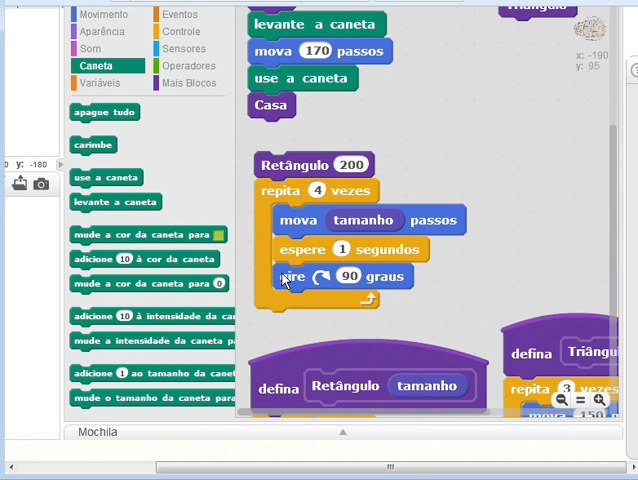 Movimento
Eventos
Aparência
Controle
Som
Sensores
Caneta
Operadores
Variáveis
Mais Blocos
apague tudo
carimbe
use a caneta
levante a caneta
mude a cor da caneta para
adicione 10 à cor da caneta
mude a cor da caneta para 0
adicione 10 à intensidade da
mude a intensidade da caneta
adicione 1 ao tamanho da caneta
mude o tamanho da caneta para
0 y: -180
levante a caneta
mova 170 passos
use a caneta
Casa
Retângulo 200
repita 4 vezes
mova tamanho passos
espere 1 segundos
gire 90 graus
defina Retângulo tamanho
Triângulo
x: -190
y: 95
defina
repita 3 vezes
mova 150
Mochila